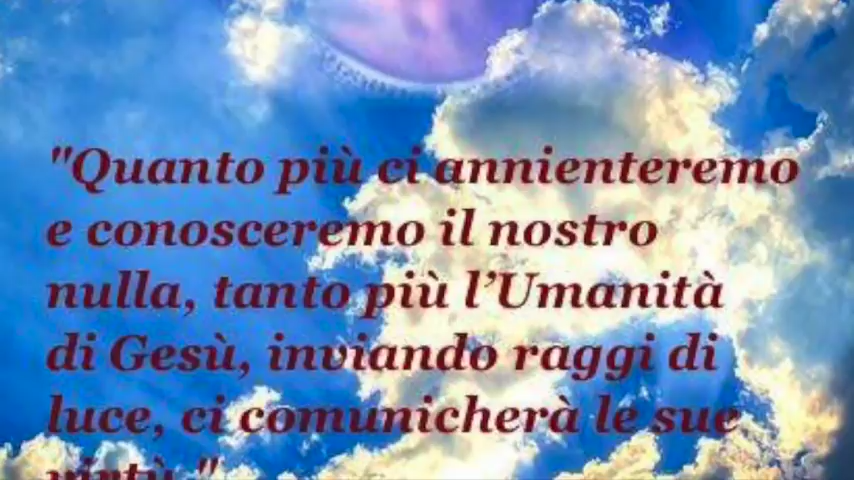 "Quanto più ci annienteremo
e conosceremo il nostro
nulla, tanto più l’Umanità
di Gesù, inviando raggi di
luce, ci comunicherà le sue
virtù."